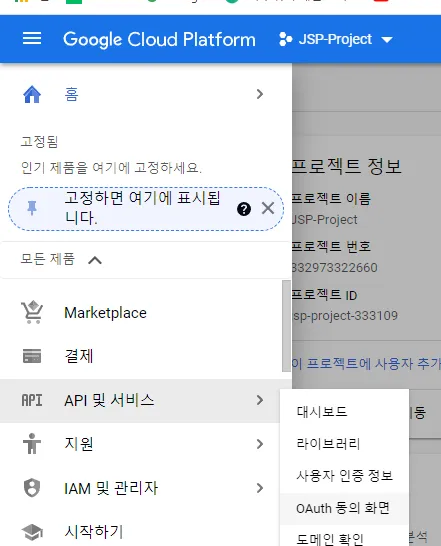 Google Cloud Platform
JSP-Project
홈
고정됨
인기 제품을 여기에 고정하세요.
고정하면 여기에 표시됩
니다.
모든 제품
Marketplace
결제
API
API 및 서비스
지원
IAM 및 관리자
시작하기
프로젝트 정보
프로젝트 이름
JSP-Project
프로젝트 번호
332973322660
프로젝트 ID
jsp-project-333109
이 프로젝트에 사용자 추가
이동
대시보드
라이브러리
사용자 인증 정보
OAuth 동의 화면
도메인 확인
분석